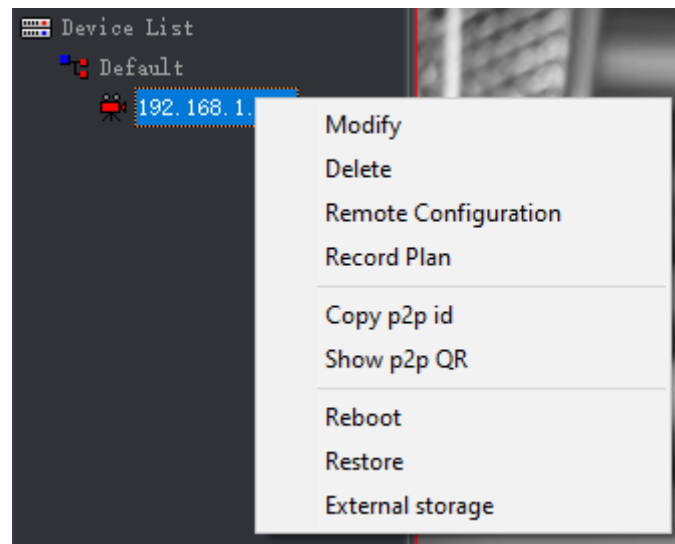 Device List
Default
192.168.1.
Modify
Delete
Remote Configuration
Record Plan
Copy p2p id
Show p2p QR
Reboot
Restore
External storage